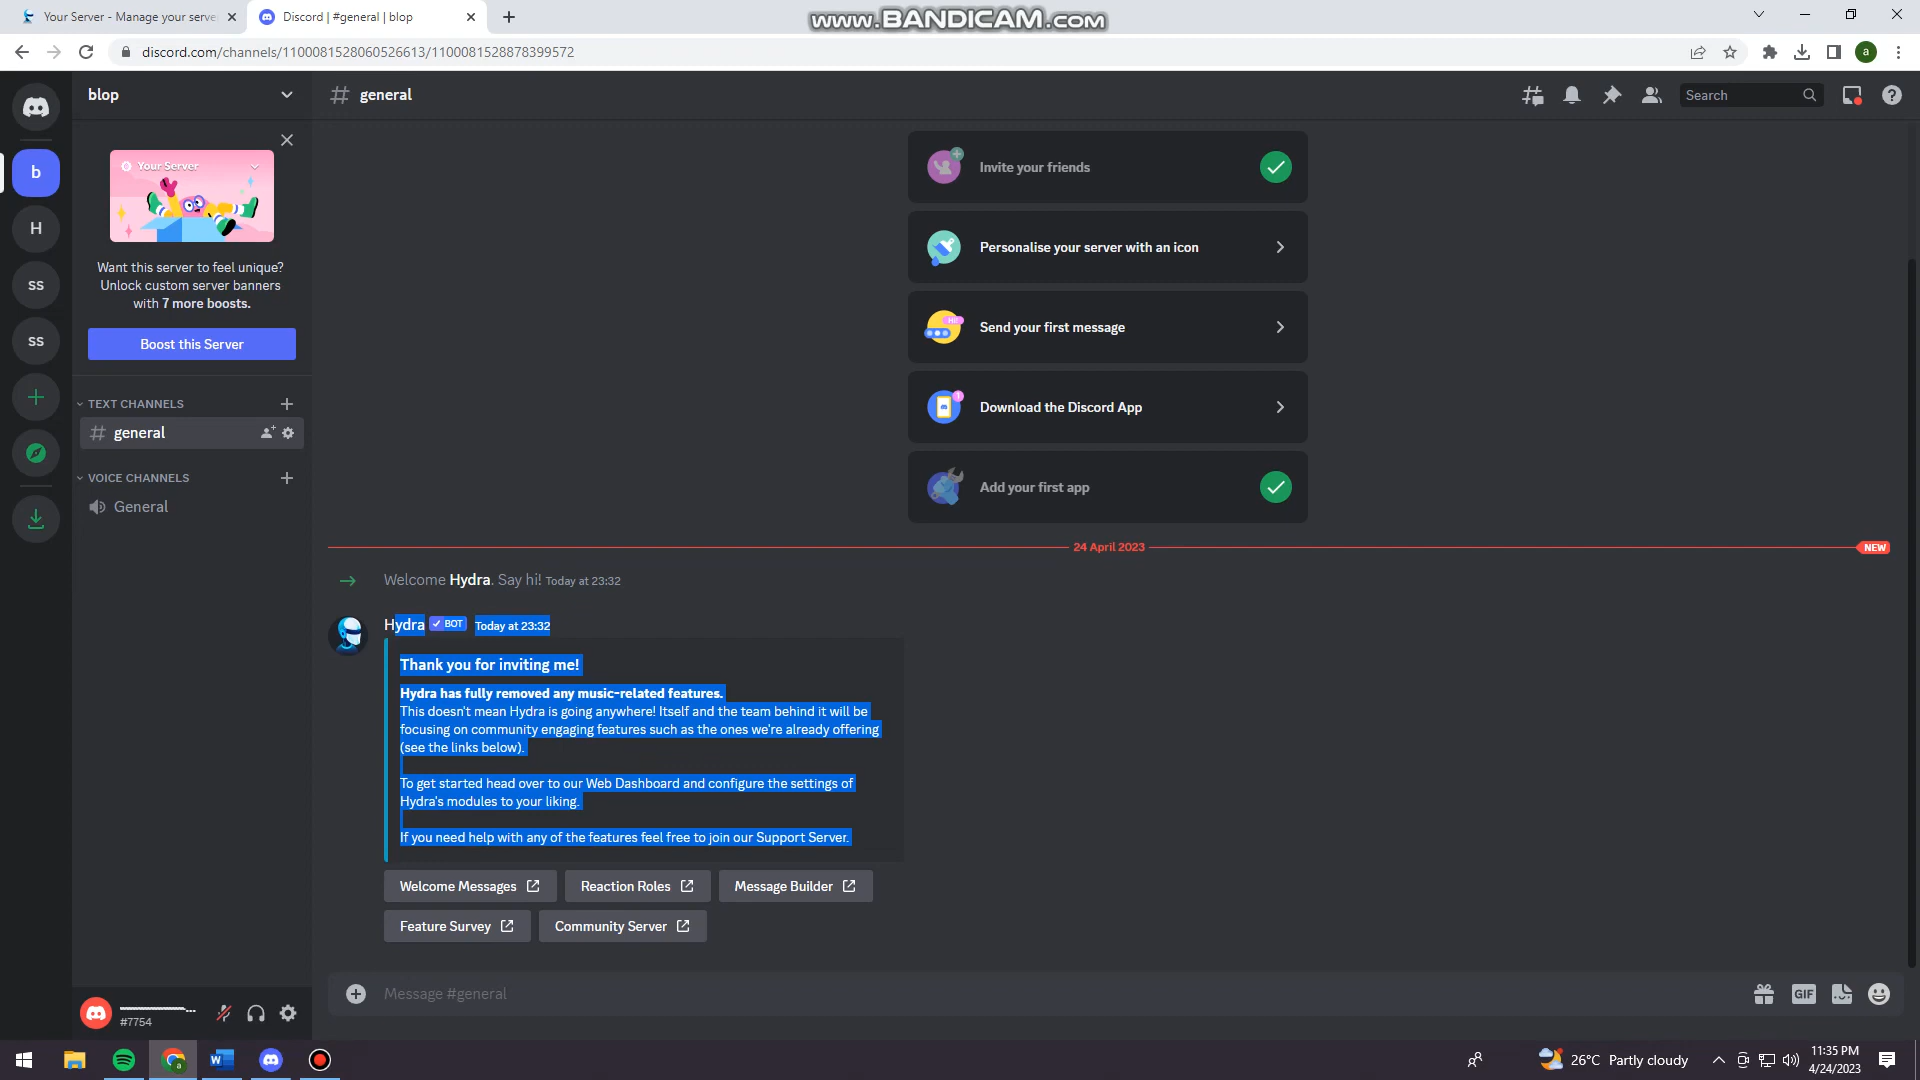 Your Server - Manage your serve
Discord | #general | blop
www.BANDICAM.com
discord.com/channels/1100081528060526613/1100081528878399572
a
blop
general
Search
Your Server
Want this server to feel unique?
Unlock custom server banners
with 7 more boosts.
Boost this Server
b
H
ss
ss
TEXT CHANNELS
general
VOICE CHANNELS
General
Invite your friends
Personalise your server with an icon
Send your first message
Download the Discord App
Add your first app
24 April 2023
NEW
Welcome Hydra. Say hi! Today at 23:32
Hydra BOT Today at 23:32
Thank you for inviting me!
Hydra has fully removed any music-related features.
This doesn't mean Hydra is going anywhere! Itself and the team behind it will be
focusing on community engaging features such as the ones we're already offering
(see the links below).
To get started head over to our Web Dashboard and configure the settings of
Hydra's modules to your liking.
If you need help with any of the features feel free to join our Support Server.
Welcome Messages
Reaction Roles
Message Builder
Feature Survey
Community Server
Message #general
GIF
#7754
26°C Partly cloudy
11:35 PM
4/24/2023